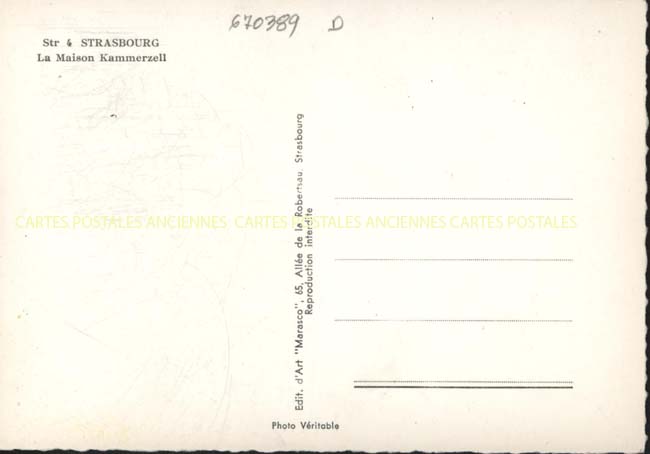 670389 D
Str 4 STRASBOURG
La Maison Kammerzell
Edit. d'Art "Marasco", 65, Allée de la Robertsau. Strasbourg
Reproduction interdite
CARTES POSTALES ANCIENNES CARTES POSTALES ANCIENNES CARTES POSTALES
Photo Véritable